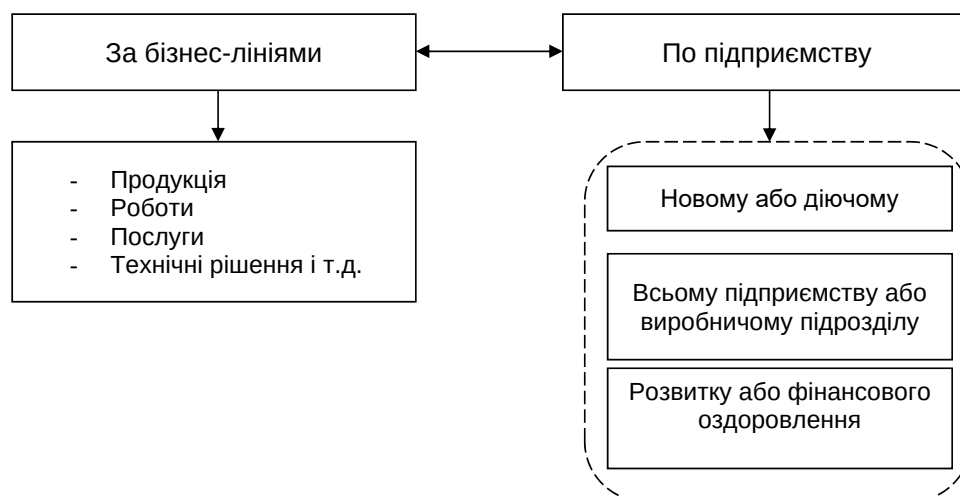 За бізнес-лініями
По підприємству
- Продукція
- Роботи
- Послуги
- Технічні рішення і т.д.
Новому або діючому
Всьому підприємству або
виробничому підрозділу
Розвитку або фінансового
оздоровлення